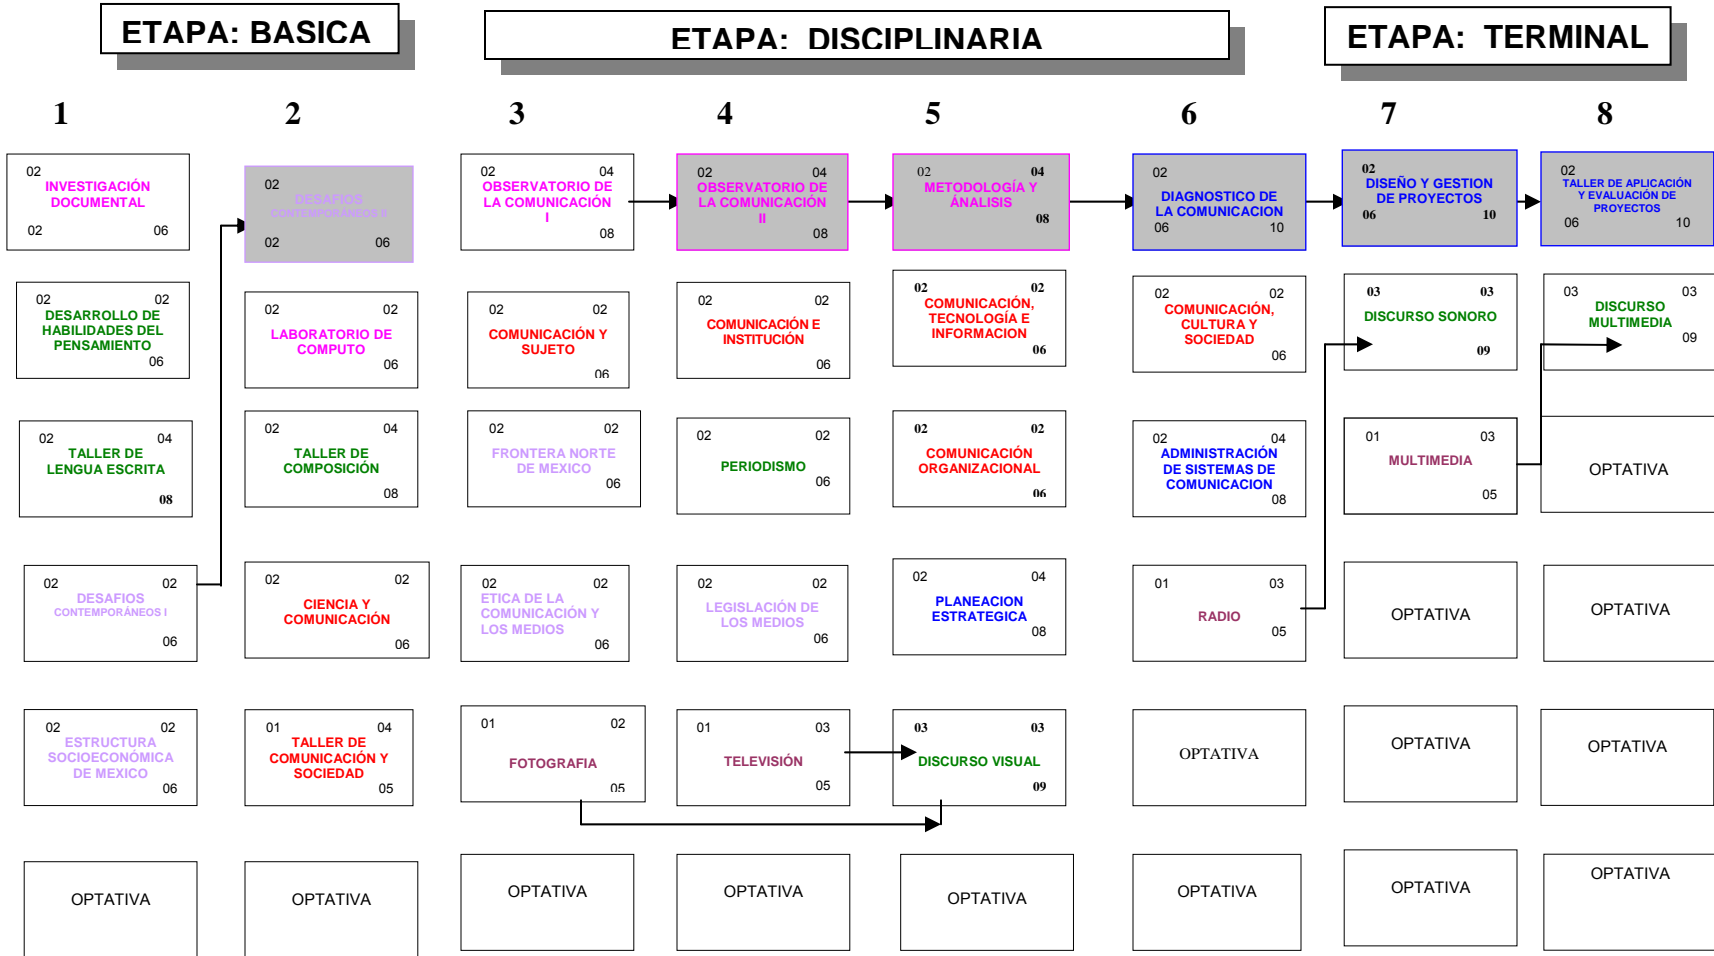 ETAPA: BASICA
ETAPA: DISCIPLINARIA
ETAPA: TERMINAL
1 2 3 4 5 6 7 8
02
INVESTIGACIÓN
DOCUMENTAL
02 06
02
DESAFIOS
CONTEMPORÁNEOS II
02 06
02 04
OBSERVATORIO DE
LA COMUNICACIÓN
I
08
02 04
OBSERVATORIO DE
LA COMUNICACIÓN
II
08
02 04
METODOLOGÍA Y
ÁNALISIS
08
02
DIAGNOSTICO DE
LA COMUNICACION
06 10
02
DISEÑO Y GESTION
DE PROYECTOS
06 10
02
TALLER DE APLICACIÓN
Y EVALUACIÓN DE
PROYECTOS
06 10
02 02
DESARROLLO DE
HABILIDADES DEL
PENSAMIENTO
06
02 02
LABORATORIO DE
COMPUTO
06
02 02
COMUNICACIÓN Y
SUJETO
06
02 02
COMUNICACIÓN E
INSTITUCIÓN
06
02 02
COMUNICACIÓN,
TECNOLOGÍA E
INFORMACION
06
02 02
COMUNICACIÓN,
CULTURA Y
SOCIEDAD
06
03 03
DISCURSO SONORO
09
03 03
DISCURSO
MULTIMEDIA
09
02 04
TALLER DE
LENGUA ESCRITA
08
02 04
TALLER DE
COMPOSICIÓN
08
02 02
FRONTERA NORTE
DE MEXICO
06
02 02
PERIODISMO
06
02 02
COMUNICACIÓN
ORGANIZACIONAL
06
02 04
ADMINISTRACIÓN
DE SISTEMAS DE
COMUNICACION
08
01 03
MULTIMEDIA
05
OPTATIVA
02 02
DESAFIOS
CONTEMPORÁNEOS I
06
02 02
CIENCIA Y
COMUNICACIÓN
06
02 02
ETICA DE LA
COMUNICACIÓN Y
LOS MEDIOS
06
02 02
LEGISLACIÓN DE
LOS MEDIOS
06
02 04
PLANEACION
ESTRATEGICA
08
01 03
RADIO
05
OPTATIVA
OPTATIVA
02 02
ESTRUCTURA
SOCIOECONÓMICA
DE MEXICO
06
01 04
TALLER DE
COMUNICACIÓN Y
SOCIEDAD
05
01 02
FOTOGRAFIA
05
01 03
TELEVISIÓN
05
03 03
DISCURSO VISUAL
09
OPTATIVA
OPTATIVA
OPTATIVA
OPTATIVA
OPTATIVA
OPTATIVA
OPTATIVA
OPTATIVA
OPTATIVA
OPTATIVA
OPTATIVA